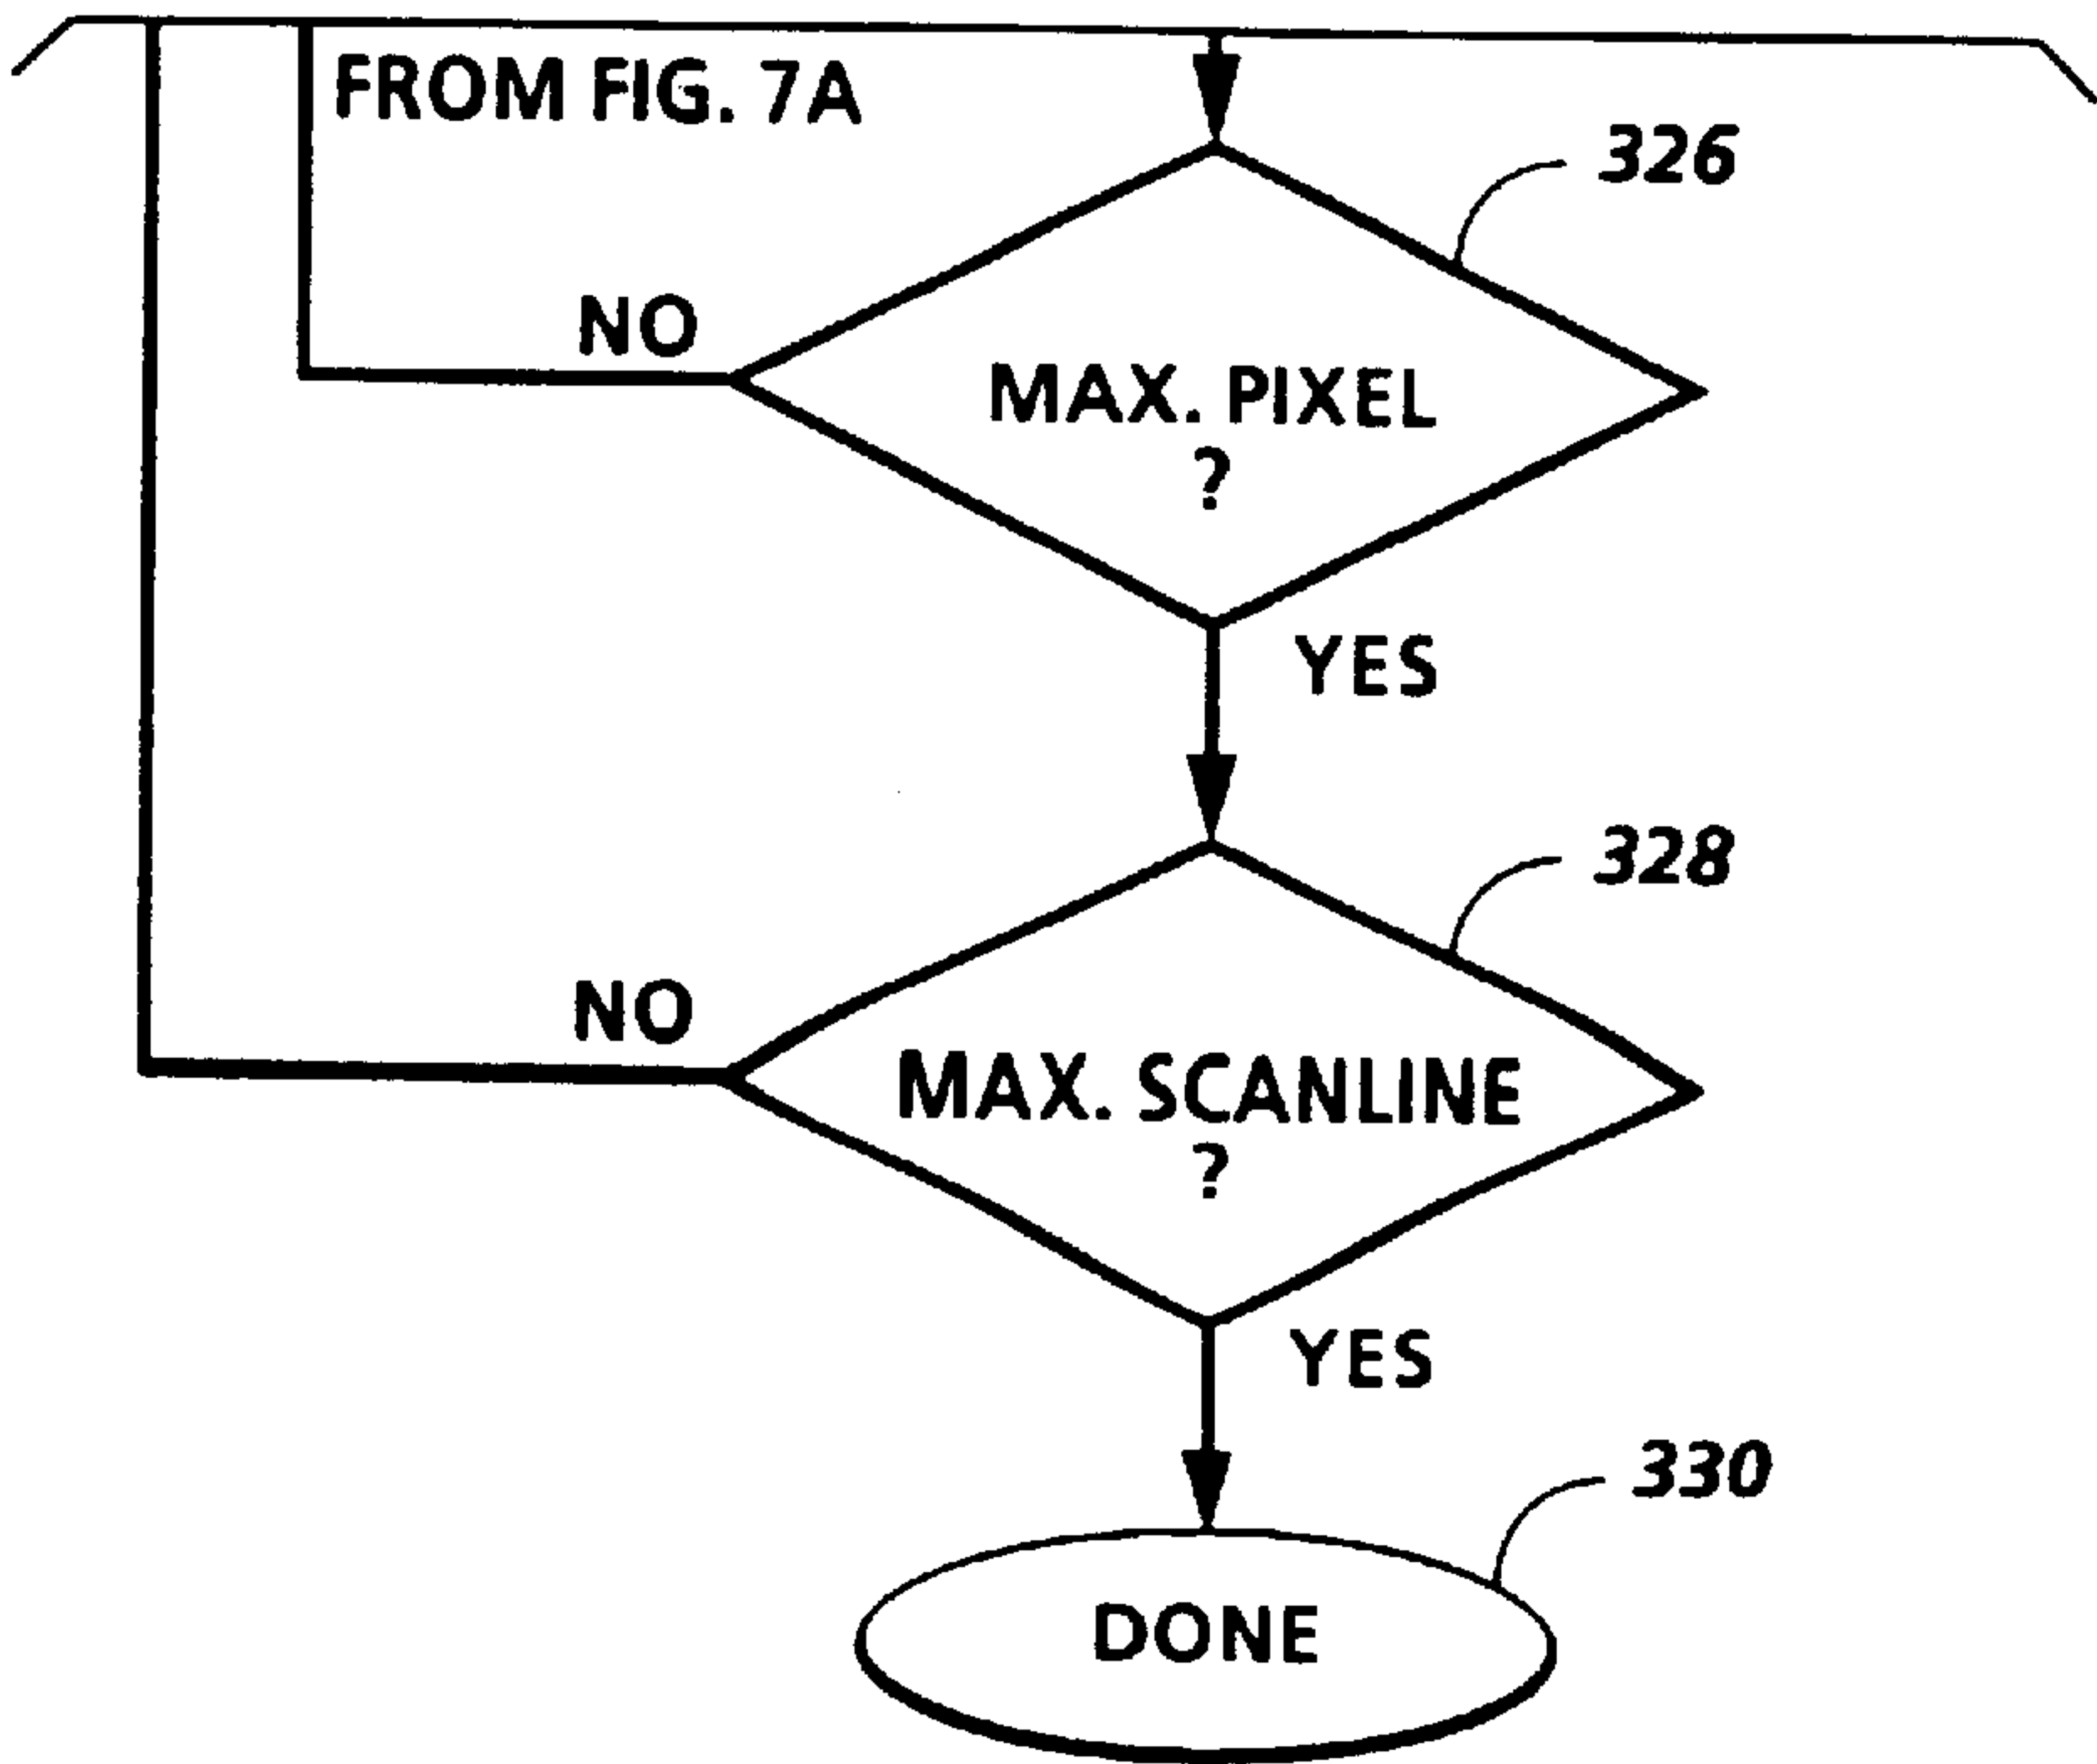 FROM FIG. 7A
326
NO
MAX. PIXEL
?
YES
328
NO
MAX. SCANLINE
?
YES
330
DONE